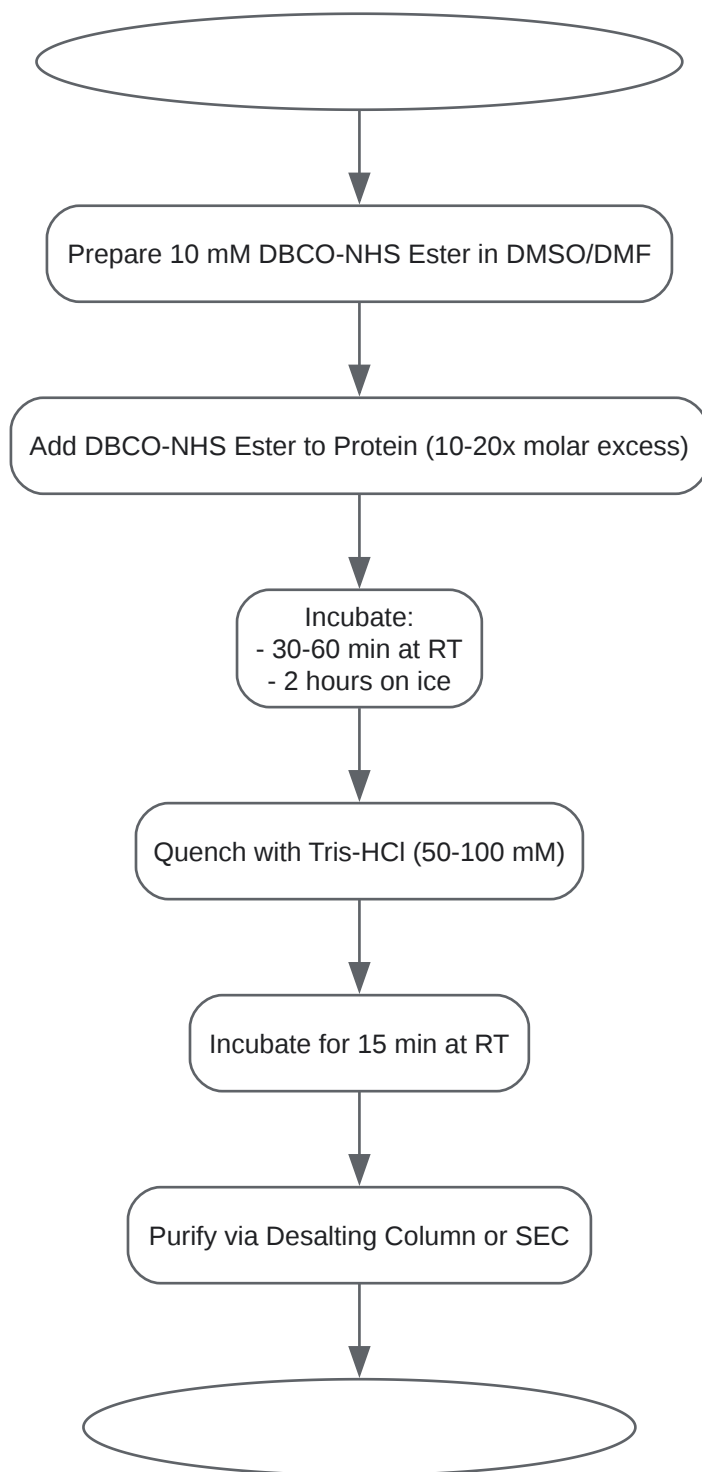 Prepare 10 mM DBCO-NHS Ester in DMSO/DMF
Add DBCO-NHS Ester to Protein (10-20x molar excess)
Incubate:
- 30-60 min at RT
- 2 hours on ice
Quench with Tris-HCl (50-100 mM)
Incubate for 15 min at RT
Purify via Desalting Column or SEC